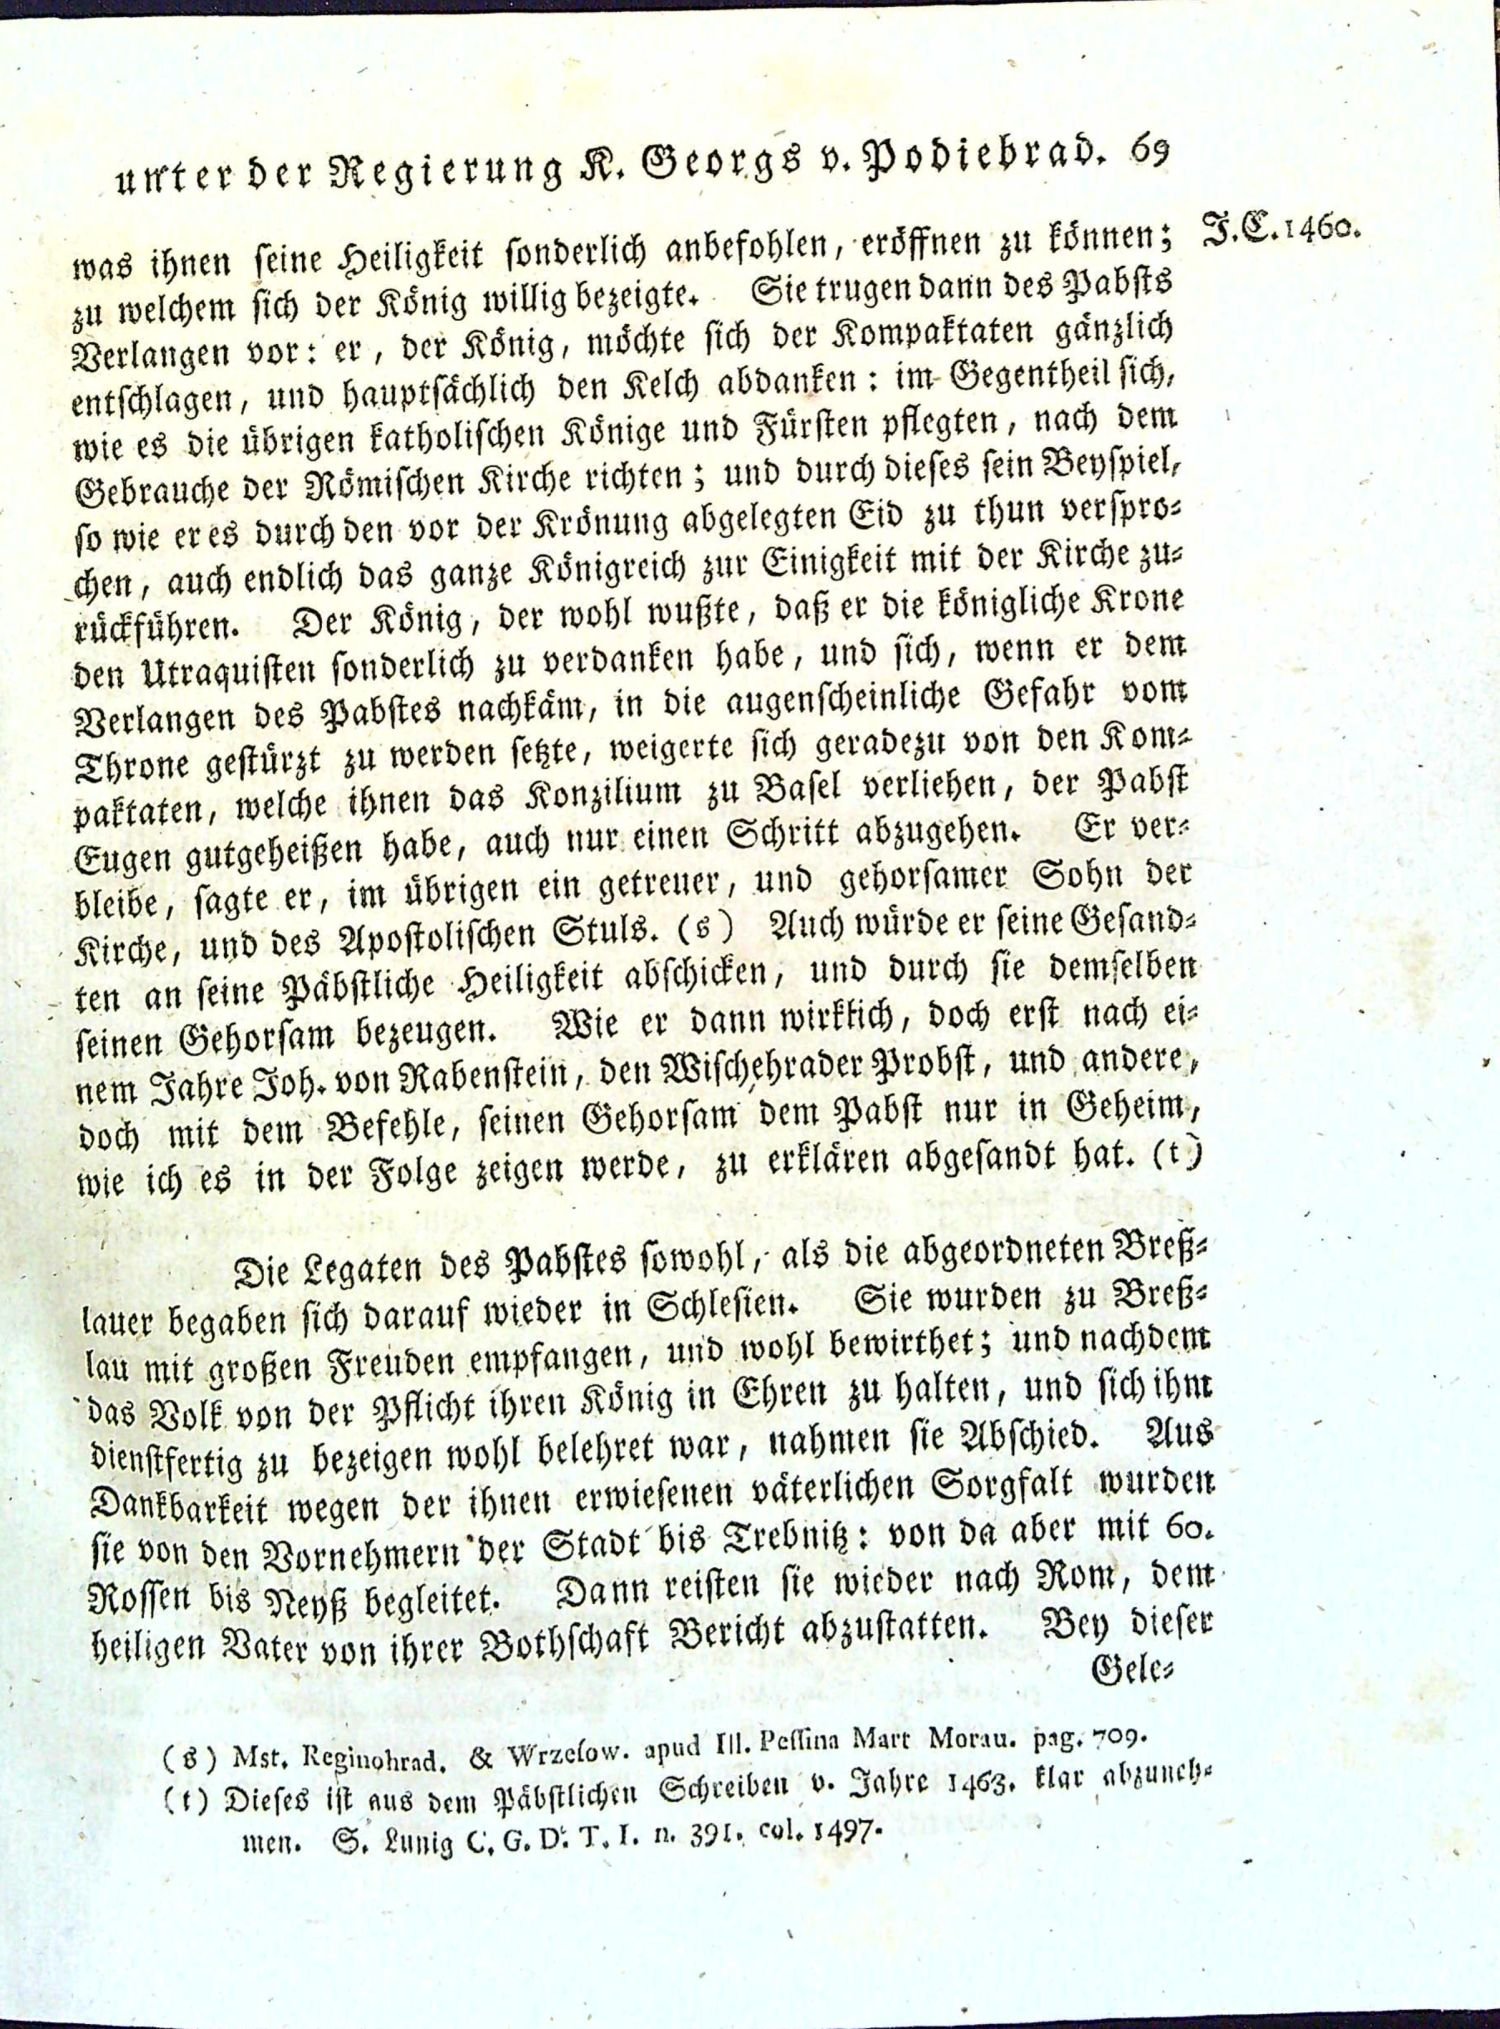 unter der Regierung K. Georgs v. Podiebrad. 69
J. C. 1460.
was ihnen seine Heiligkeit sonderlich anbefohlen, eröffnen zu können;
zu welchem sich der König willig bezeigte. Sie trugen dann des Pabsts
Verlangen vor: er, der König, möchte sich der Kompaktaten gänzlich
entschlagen, und hauptsächlich den Kelch abdanken: im Gegentheil sich,
wie es die übrigen katholischen Könige und Fürsten pflegten, nach dem
Gebrauche der Römischen Kirche richten; und durch dieses sein Beyspiel,
so wie er es durch den vor der Krönung abgelegten Eid zu thun verspro-
chen, auch endlich das ganze Königreich zur Einigkeit mit der Kirche zu-
rückführen. Der König, der wohl wußte, daß er die königliche Krone
den Utraquisten sonderlich zu verdanken habe, und sich, wenn er dem
Verlangen des Pabstes nachkäm, in die augenscheinliche Gefahr vom
Throne gestürzt zu werden setzte, weigerte sich geradezu von den Kom-
paktaten, welche ihnen das Konzilium zu Basel verliehen, der Pabst
Eugen gutgeheißen habe, auch nur einen Schritt abzugehen. Er ver-
bleibe, sagte er, im übrigen ein getreuer, und gehorsamer Sohn der
Kirche, und des Apostolischen Stuls. (s) Auch würde er seine Gesand-
ten an seine Päbstliche Heiligkeit abschicken, und durch sie demselben
seinen Gehorsam bezeugen. Wie er dann wirklich, doch erst nach ei-
nem Jahre Joh. von Rabenstein, den Wischehrader Probst, und andere,
doch mit dem Befehle, seinen Gehorsam dem Pabst nur in Geheim,
wie ich es in der Folge zeigen werde, zu erklären abgesandt hat. (t)
Die Legaten des Pabstes sowohl, als die abgeordneten Breß-
lauer begaben sich darauf wieder in Schlesien. Sie wurden zu Breß-
lau mit großen Freuden empfangen, und wohl bewirthet; und nachdem
das Volk von der Pflicht ihren König in Ehren zu halten, und sich ihm
dienstfertig zu bezeigen wohl belehret war, nahmen sie Abschied. Aus
Dankbarkeit wegen der ihnen erwiesenen väterlichen Sorgfalt wurden
sie von den Vornehmern der Stadt bis Trebnitz: von da aber mit 60.
Rossen bis Neyß begleitet. Dann reisten sie wieder nach Rom, dem
heiligen Vater von ihrer Bothschaft Bericht abzustatten. Bey dieser
Gele-
(s) Mst. Reginohrad. & Wrzesow. apud Ill. Pessina Mart Morau. pag. 709.
(t) Dieses ist aus dem Päbstlichen Schreiben v. Jahre 1463. klar abzuneh-
men. S. Lunig C. G. D. T. I. n. 391. col. 1497.